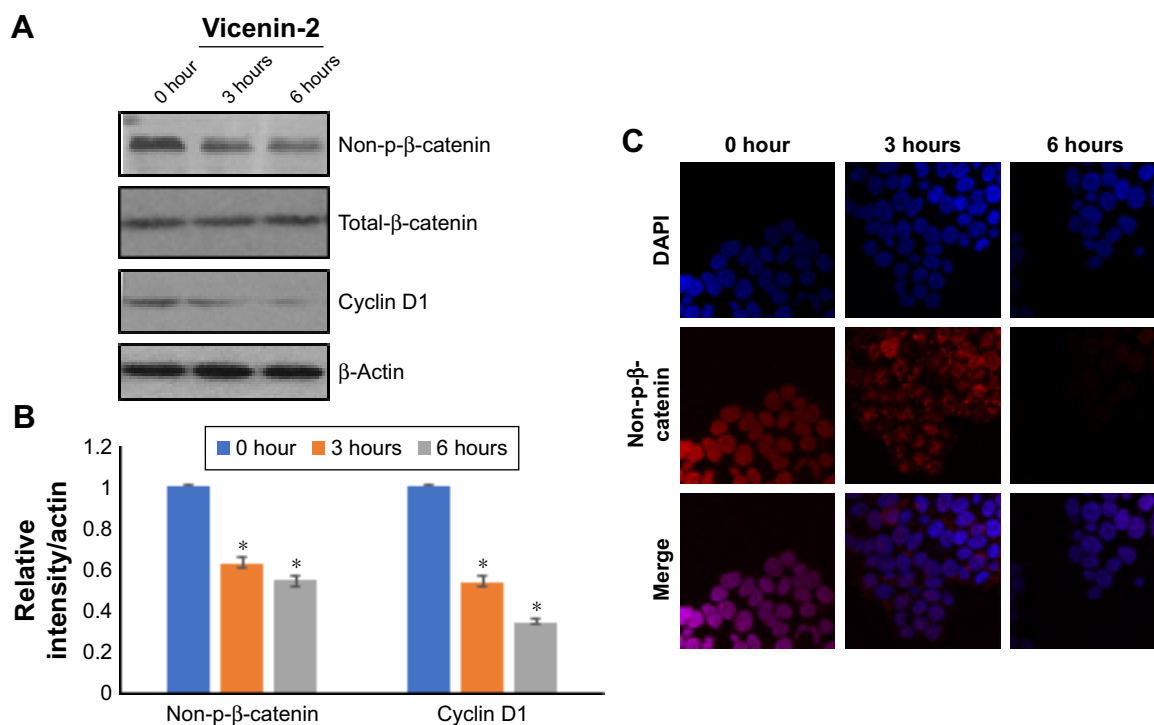 A
Vicenin-2
0 hour 3 hours 6 hours
Non-p-β-catenin
Total-β-catenin
Cyclin D1
β-Actin
B
0 hour 3 hours 6 hours
Relative
intensity/actin
1.2
1
0.8
0.6
0.4
0.2
0
* *
* *
Non-p-β-catenin Cyclin D1
C
0 hour 3 hours 6 hours
DAPI
Non-p-β-
catenin
Merge